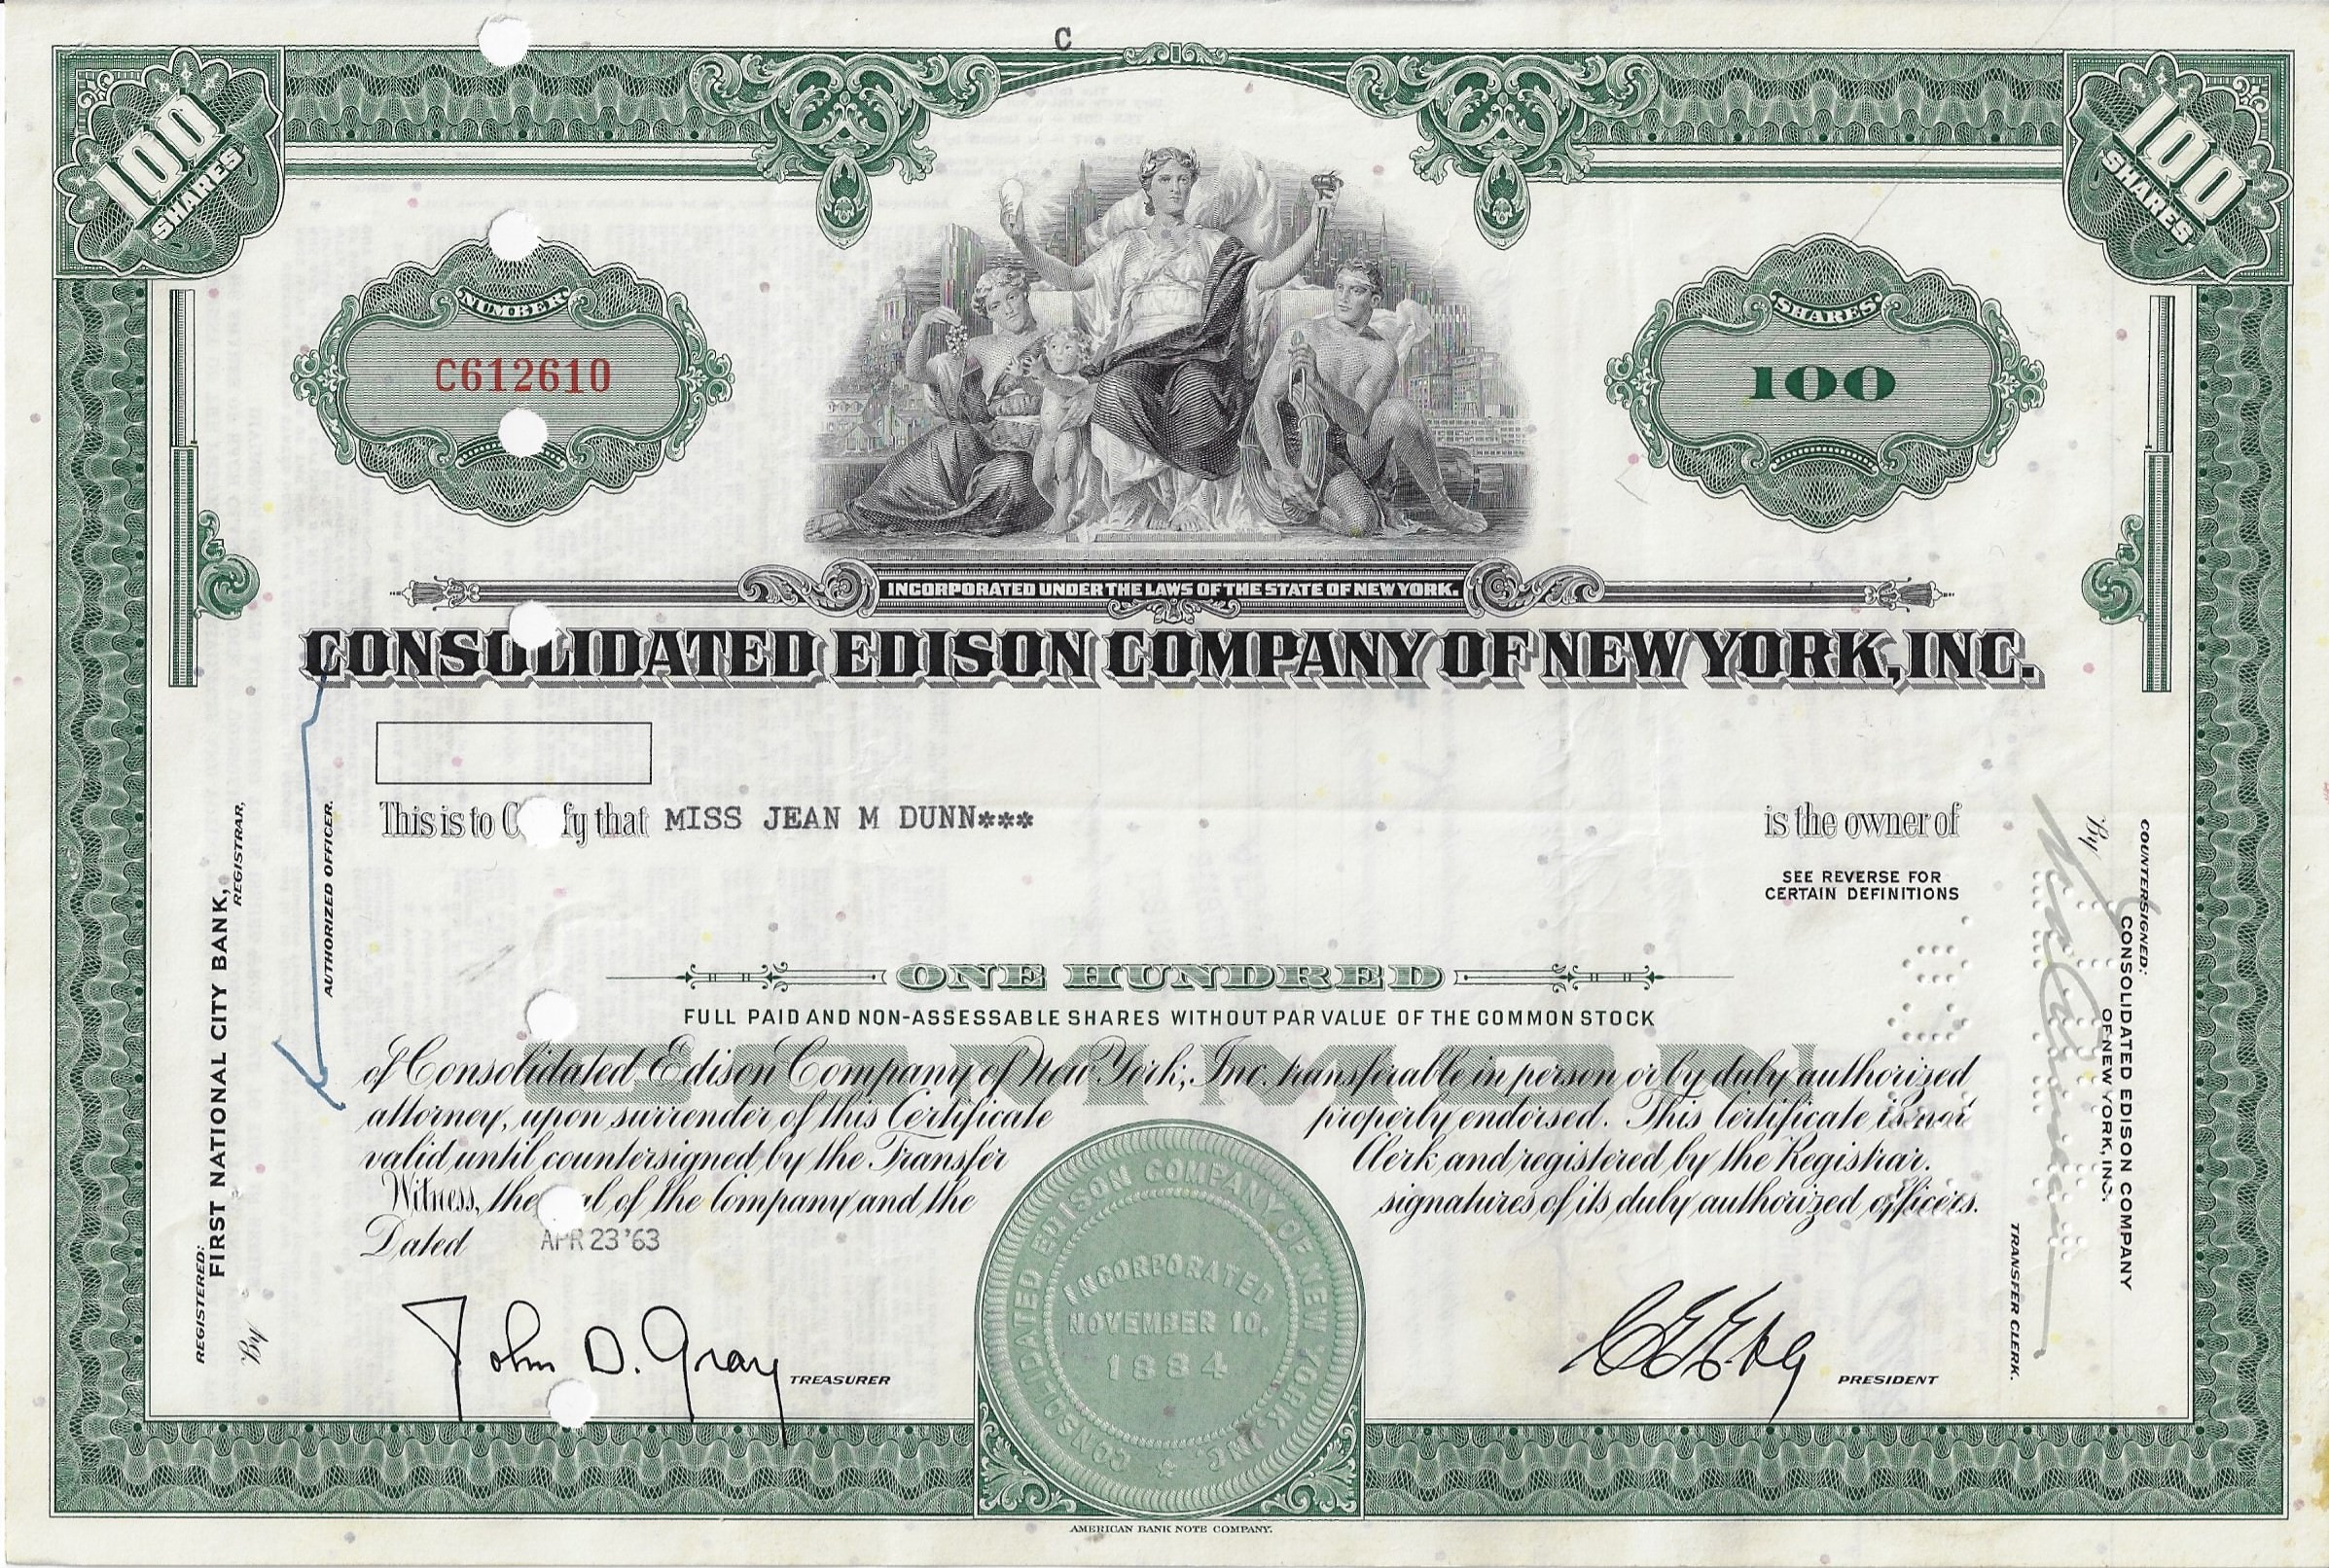 C
100
SHARES
100
SHARES
NUMBER
C612610
SHARES
100
INCORPORATED UNDER THE LAWS OF THE STATE OF NEW YORK.
CONSOLIDATED EDISON COMPANY OF NEW YORK, INC.
This is to C fy that MISS JEAN M DUNN***
is the owner of
SEE REVERSE FOR
CERTAIN DEFINITIONS
ONE HUNDRED
FULL PAID AND NON-ASSESSABLE SHARES WITHOUT PAR VALUE OF THE COMMON STOCK
COMMON
of Consolidated Edison Company of New York, Inc. transferable in person or by duly authorized
attorney, upon surrender of this Certificate properly endorsed. This Certificate is not
valid until countersigned by the Transfer Clerk and registered by the Registrar.
Witness, the al of the Company and the signatures of its duly authorized officers.
Dated APR 23 '63
John D. Gray
TREASURER
PRESIDENT
CONSOLIDATED EDISON COMPANY OF NEW YORK, INC.
INCORPORATED
NOVEMBER 10,
1884
REGISTERED:
FIRST NATIONAL CITY BANK,
REGISTRAR,
By
AUTHORIZED OFFICER.
COUNTERSIGNED:
CONSOLIDATED EDISON COMPANY
OF NEW YORK, INC.
By
TRANSFER CLERK.
AMERICAN BANK NOTE COMPANY.